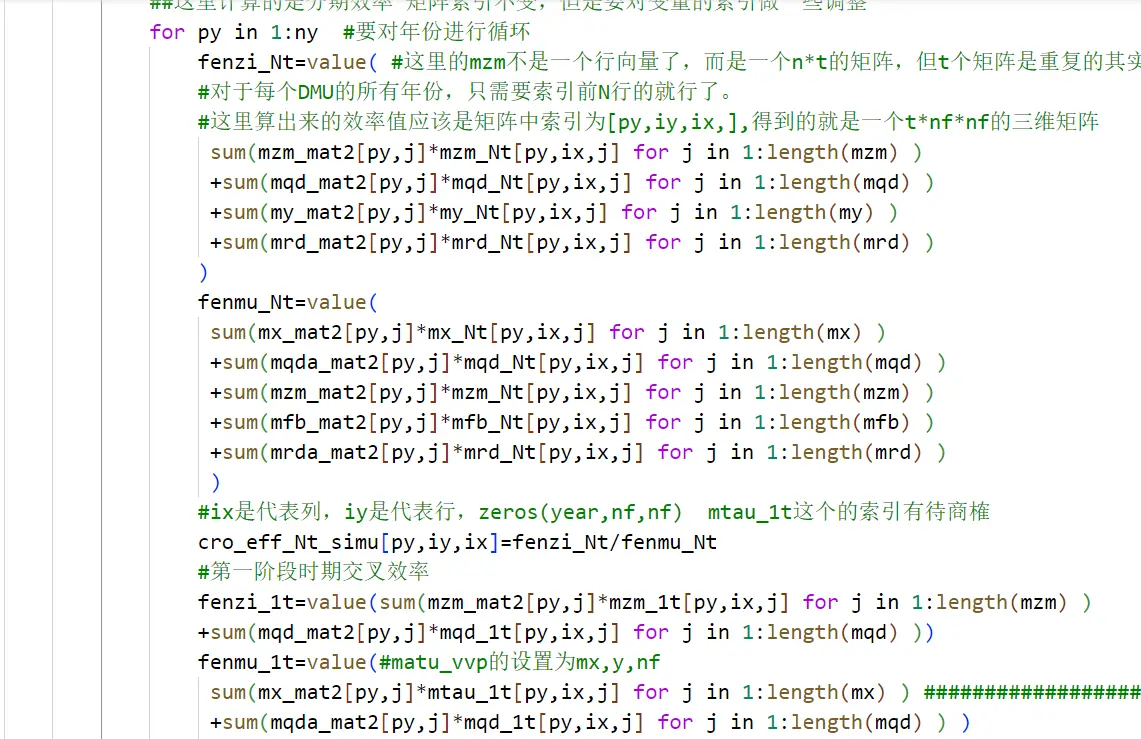 ##这里计算的是分期效率 矩阵索引不变，但是要对变量的索引做一些调整
for py in 1:ny  #要对年份进行循环
fenzi_Nt=value( #这里的mzm不是一个行向量了，而是一个n*t的矩阵，但t个矩阵是重复的其实
#对于每个DMU的所有年份，只需要索引前N行的就行了。
#这里算出来的效率值应该是矩阵中索引为[py,iy,ix,],得到的就是一个t*nf*nf的三维矩阵
sum(mzm_mat2[py,j]*mzm_Nt[py,ix,j] for j in 1:length(mzm) )
+sum(mqd_mat2[py,j]*mqd_Nt[py,ix,j] for j in 1:length(mqd) )
+sum(my_mat2[py,j]*my_Nt[py,ix,j] for j in 1:length(my) )
+sum(mrd_mat2[py,j]*mrd_Nt[py,ix,j] for j in 1:length(mrd) )
)
fenmu_Nt=value(
sum(mx_mat2[py,j]*mx_Nt[py,ix,j] for j in 1:length(mx) )
+sum(mqda_mat2[py,j]*mqd_Nt[py,ix,j] for j in 1:length(mqd) )
+sum(mzm_mat2[py,j]*mzm_Nt[py,ix,j] for j in 1:length(mzm) )
+sum(mfb_mat2[py,j]*mfb_Nt[py,ix,j] for j in 1:length(mfb) )
+sum(mrda_mat2[py,j]*mrd_Nt[py,ix,j] for j in 1:length(mrd) )
)
#ix是代表列，iy是代表行，zeros(year,nf,nf)  mtau_1t这个的索引有待商榷
cro_eff_Nt_simu[py,iy,ix]=fenzi_Nt/fenmu_Nt
#第一阶段时期交叉效率
fenzi_1t=value(sum(mzm_mat2[py,j]*mzm_1t[py,ix,j] for j in 1:length(mzm) )
+sum(mqd_mat2[py,j]*mqd_1t[py,ix,j] for j in 1:length(mqd) ))
fenmu_1t=value(#matu_vvp的设置为mx,y,nf
sum(mx_mat2[py,j]*mtau_1t[py,ix,j] for j in 1:length(mx) ) ##################
+sum(mqda_mat2[py,j]*mqd_1t[py,ix,j] for j in 1:length(mqd) ) )